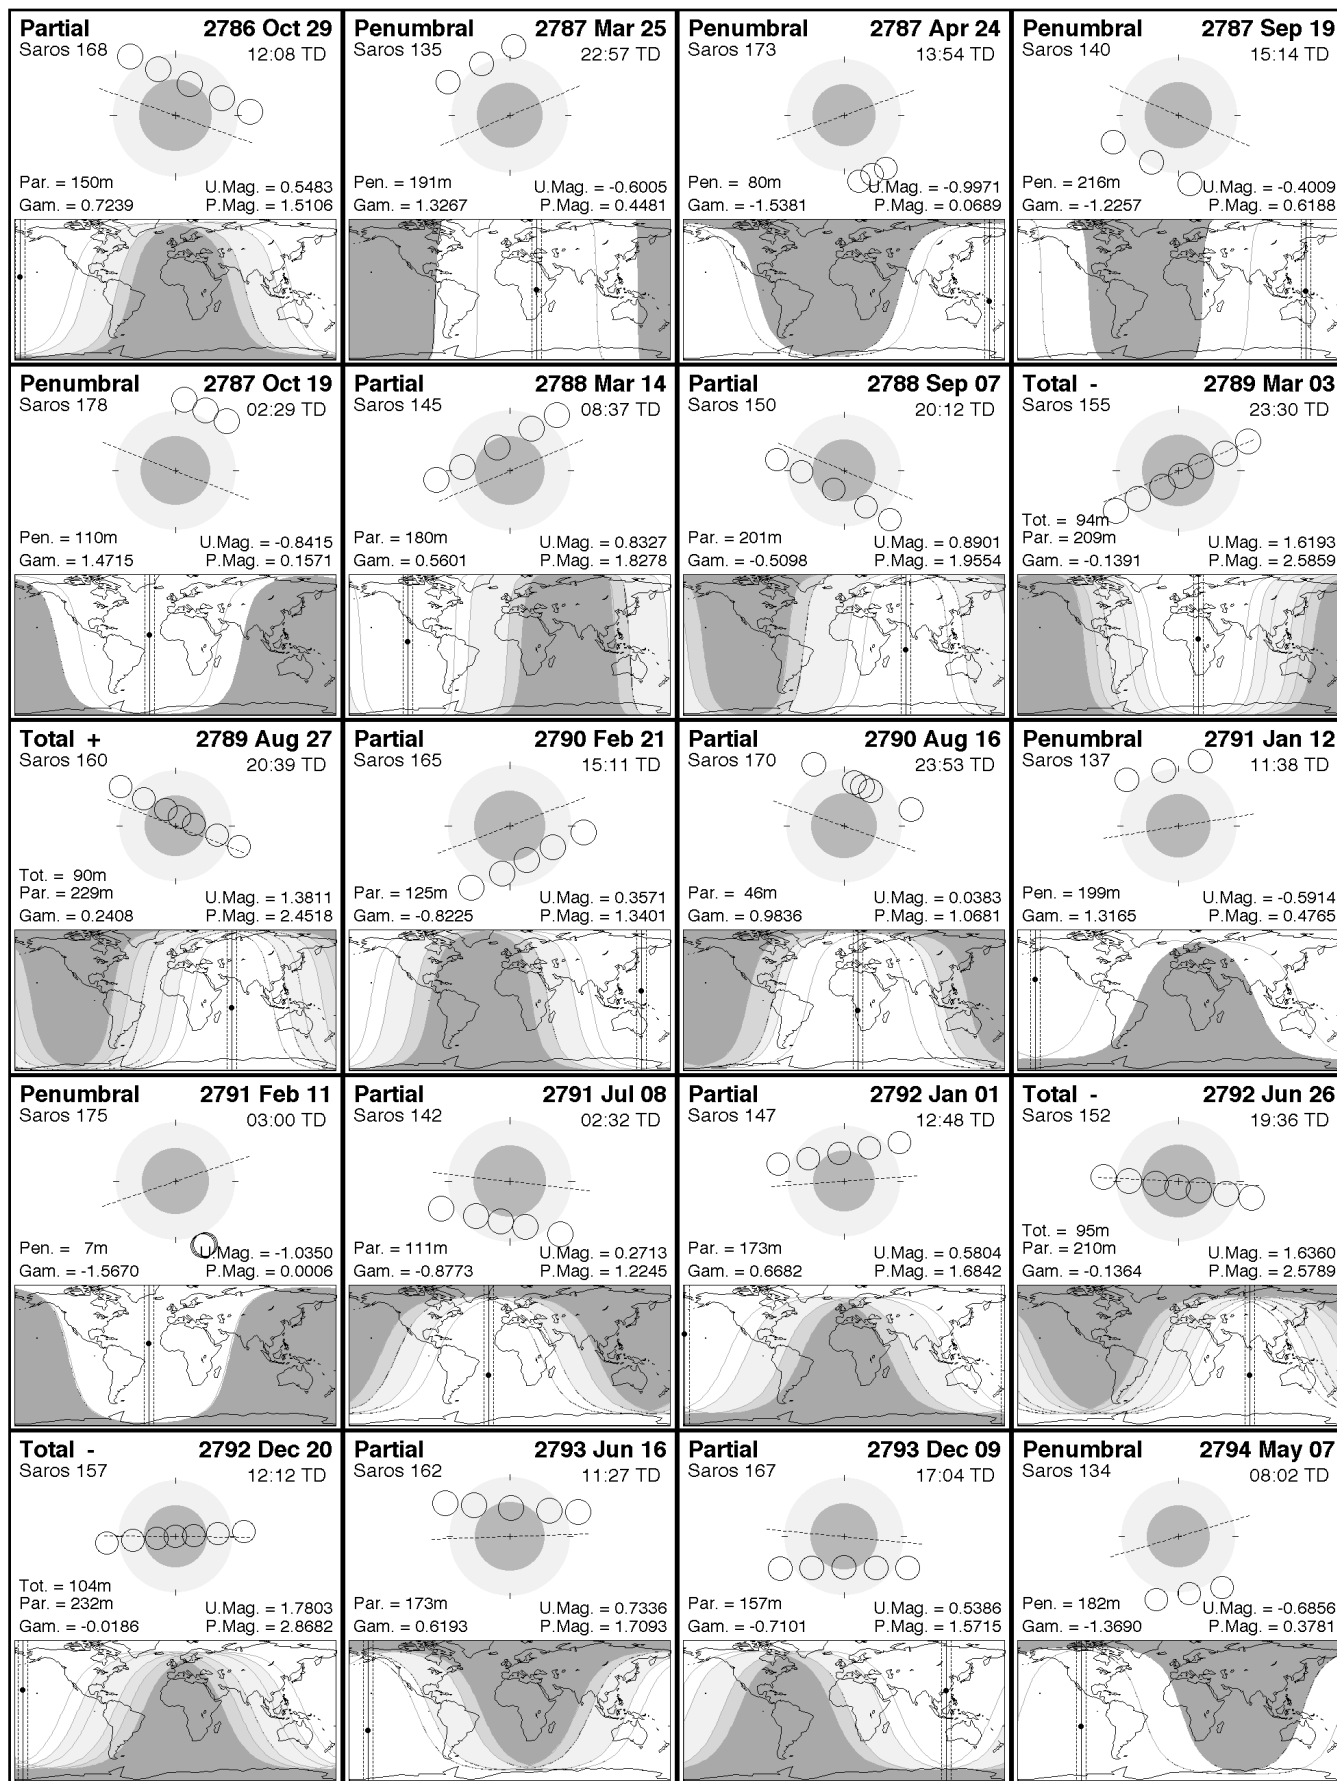 Partial 2786 Oct 29
Saros 168 12:08 TD
Par. = 150m U.Mag. = 0.5483
Gam. = 0.7239 P.Mag. = 1.5106
Penumbral 2787 Mar 25
Saros 135 22:57 TD
Pen. = 191m U.Mag. = -0.6005
Gam. = 1.3267 P.Mag. = 0.4481
Penumbral 2787 Apr 24
Saros 173 13:54 TD
Pen. = 80m U.Mag. = -0.9971
Gam. = -1.5381 P.Mag. = 0.0689
Penumbral 2787 Sep 19
Saros 140 15:14 TD
Pen. = 216m U.Mag. = -0.4009
Gam. = -1.2257 P.Mag. = 0.6188
Penumbral 2787 Oct 19
Saros 178 02:29 TD
Pen. = 110m U.Mag. = -0.8415
Gam. = 1.4715 P.Mag. = 0.1571
Partial 2788 Mar 14
Saros 145 08:37 TD
Par. = 180m U.Mag. = 0.8327
Gam. = 0.5601 P.Mag. = 1.8278
Partial 2788 Sep 07
Saros 150 20:12 TD
Par. = 201m U.Mag. = 0.8901
Gam. = -0.5098 P.Mag. = 1.9554
Total - 2789 Mar 03
Saros 155 23:30 TD
Tot. = 94m
Par. = 209m U.Mag. = 1.6193
Gam. = -0.1391 P.Mag. = 2.5859
Total + 2789 Aug 27
Saros 160 20:39 TD
Tot. = 90m
Par. = 229m U.Mag. = 1.3811
Gam. = 0.2408 P.Mag. = 2.4518
Partial 2790 Feb 21
Saros 165 15:11 TD
Par. = 125m U.Mag. = 0.3571
Gam. = -0.8225 P.Mag. = 1.3401
Partial 2790 Aug 16
Saros 170 23:53 TD
Par. = 46m U.Mag. = 0.0383
Gam. = 0.9836 P.Mag. = 1.0681
Penumbral 2791 Jan 12
Saros 137 11:38 TD
Pen. = 199m U.Mag. = -0.5914
Gam. = 1.3165 P.Mag. = 0.4765
Penumbral 2791 Feb 11
Saros 175 03:00 TD
Pen. = 7m U.Mag. = -1.0350
Gam. = -1.5670 P.Mag. = 0.0006
Partial 2791 Jul 08
Saros 142 02:32 TD
Par. = 111m U.Mag. = 0.2713
Gam. = -0.8773 P.Mag. = 1.2245
Partial 2792 Jan 01
Saros 147 12:48 TD
Par. = 173m U.Mag. = 0.5804
Gam. = 0.6682 P.Mag. = 1.6842
Total - 2792 Jun 26
Saros 152 19:36 TD
Tot. = 95m
Par. = 210m U.Mag. = 1.6360
Gam. = -0.1364 P.Mag. = 2.5789
Total - 2792 Dec 20
Saros 157 12:12 TD
Tot. = 104m
Par. = 232m U.Mag. = 1.7803
Gam. = -0.0186 P.Mag. = 2.8682
Partial 2793 Jun 16
Saros 162 11:27 TD
Par. = 173m U.Mag. = 0.7336
Gam. = 0.6193 P.Mag. = 1.7093
Partial 2793 Dec 09
Saros 167 17:04 TD
Par. = 157m U.Mag. = 0.5386
Gam. = -0.7101 P.Mag. = 1.5715
Penumbral 2794 May 07
Saros 134 08:02 TD
Pen. = 182m U.Mag. = -0.6856
Gam. = -1.3690 P.Mag. = 0.3781